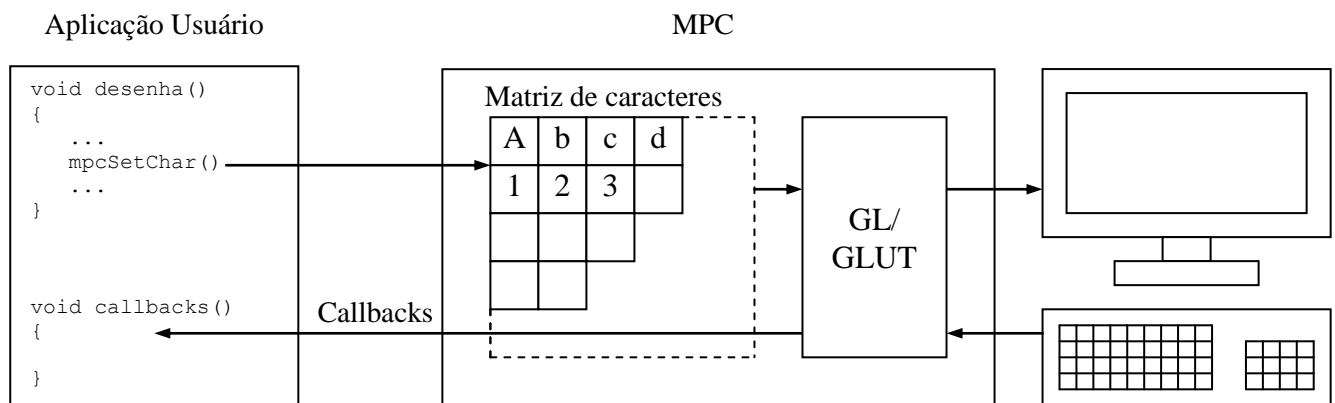 Aplicação Usuário
MPC
void desenha()
{
...
mpcSetChar()
...
}
void callbacks()
{
}
Matriz de caracteres
A b c d
1 2 3
Callbacks
GL/
GLUT